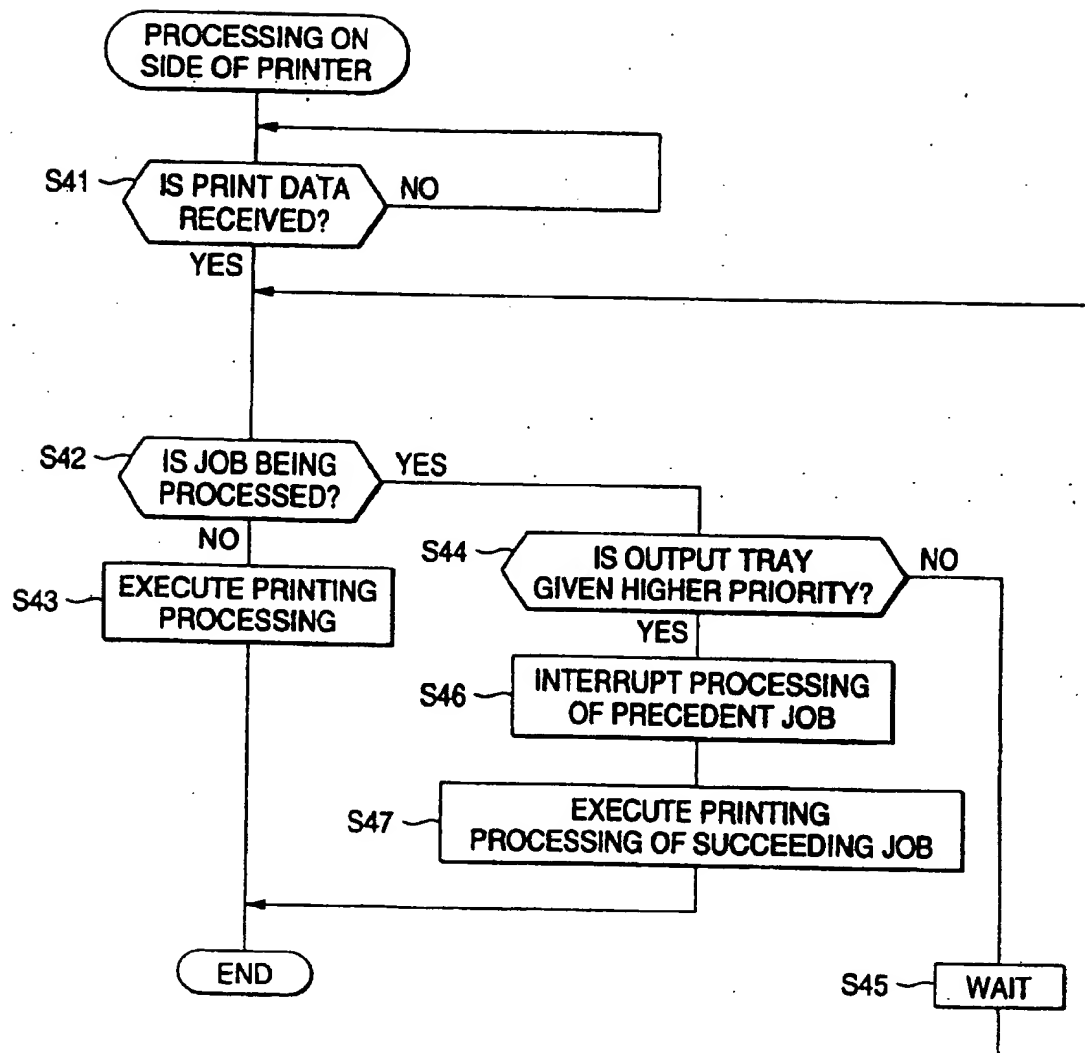 PROCESSING ON
SIDE OF PRINTER
S41
IS PRINT DATA
RECEIVED?
NO
YES
S42
IS JOB BEING
PROCESSED?
YES
NO
S43
EXECUTE PRINTING
PROCESSING
S44
IS OUTPUT TRAY
GIVEN HIGHER PRIORITY?
NO
YES
S46
INTERRUPT PROCESSING
OF PRECEDENT JOB
S47
EXECUTE PRINTING
PROCESSING OF SUCCEEDING JOB
END
S45
WAIT